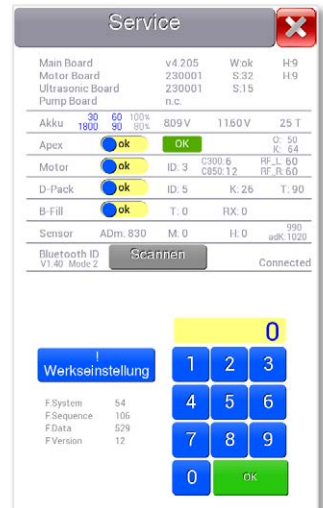 Service
Main Board v4.205 W:ok H:9
Motor Board 230001 S:32 H:9
Ultrasonic Board 230001 S:15
Pump Board n.c.
Akku 30 60 100% 8.09 V 11.60 V 25 T
1800 90 80%
Apex ok OK O: 50
K: 64
Motor ok ID: 3 C300:6 RF_L: 60
C850:12 RF_R: 60
D-Pack ok ID: 5 K: 26 T: 90
B-Fill ok T: 0 RX: 0
Sensor ADm: 830 M: 0 H: 0 990
adK: 1020
Bluetooth ID Scannen
V1.40 Mode 2 Connected
0
!
Werkseinstellung
1 2 3
F.System 54
F.Sequence 106
F.Data 529
F.Version 12
4 5 6
7 8 9
0 OK